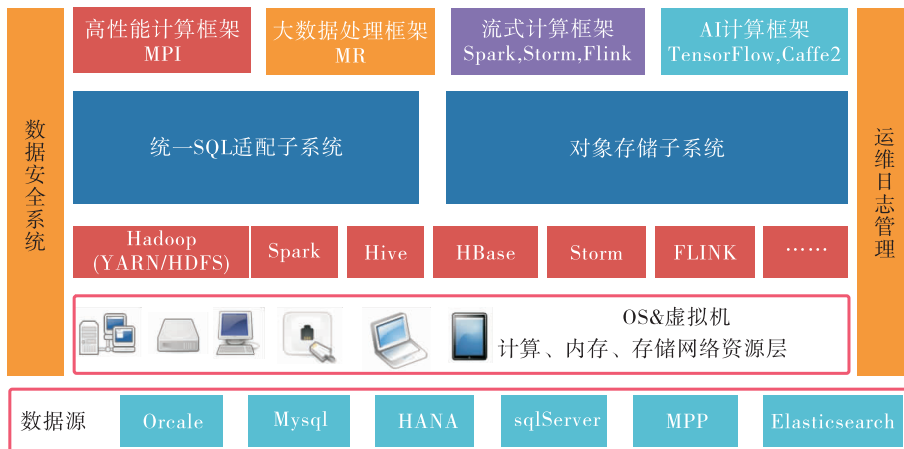 高性能计算框架
MPI
大数据处理框架
MR
流式计算框架
Spark,Storm,Flink
AI计算框架
TensorFlow,Caffe2
数据安全系统
统一SQL适配子系统
对象存储子系统
运维日志管理
Hadoop
(YARN/HDFS)
Spark
Hive
HBase
Storm
FLINK
……
OS&虚拟机
计算、内存、存储网络资源层
数据源
Orcale
Mysql
HANA
sqlServer
MPP
Elasticsearch